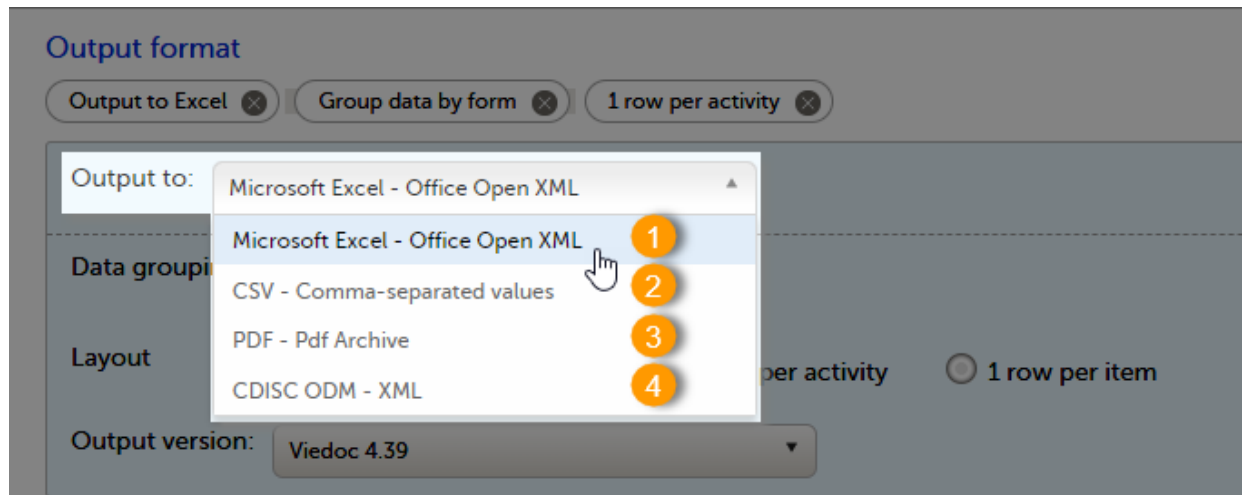 Output format
Output to Excel Group data by form 1 row per activity
Output to: Microsoft Excel - Office Open XML
Microsoft Excel - Office Open XML 1
CSV - Comma-separated values 2
PDF - Pdf Archive 3
CDISC ODM - XML 4
Data groupi
Layout per activity 1 row per item
Output version: Viedoc 4.39